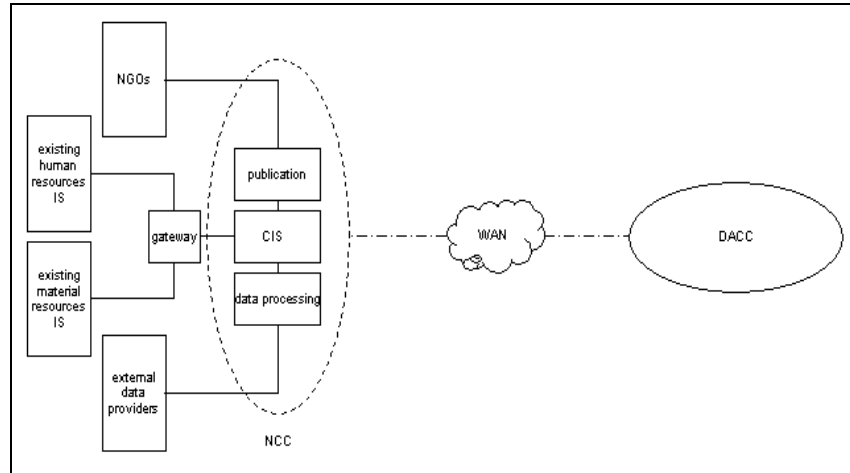 NGOs
existing
human
resources
IS
publication
gateway
CIS
WAN
DACC
existing
material
resources
IS
data processing
external
data
providers
NCC